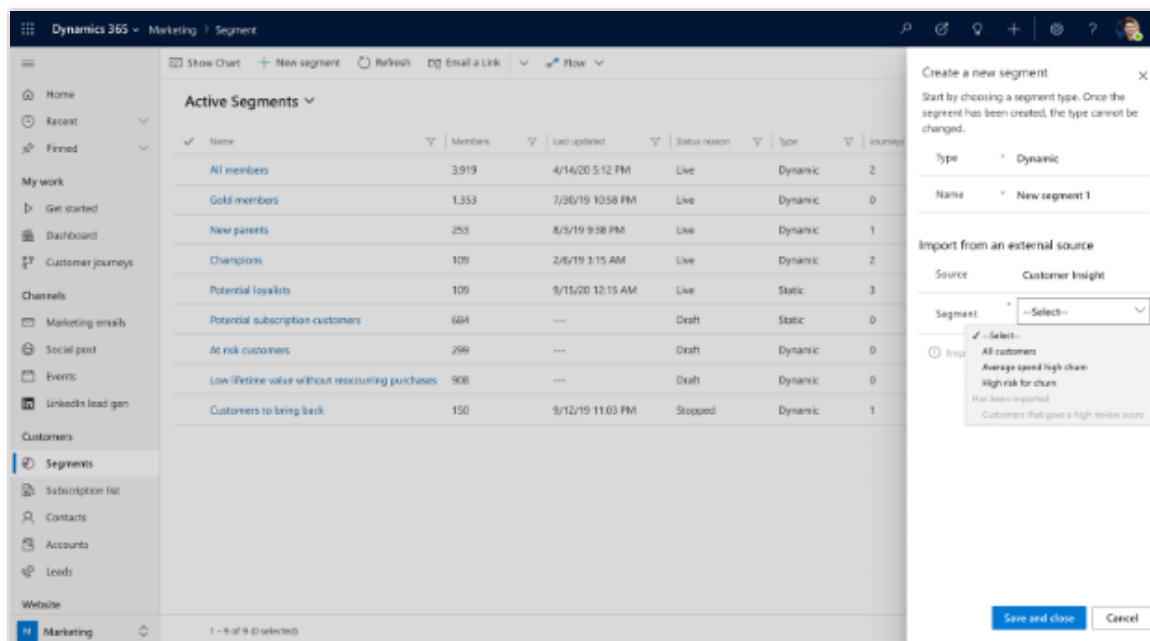 Dynamics 365 Marketing > Segment
Show Chart New segment Refresh Email a Link Flow
Home
Recent
Pinned
My work
Get started
Dashboard
Customer journeys
Channels
Marketing emails
Social post
Events
LinkedIn lead gen
Customers
Segments
Subscription list
Contacts
Accounts
Leads
Website
M Marketing
Active Segments
Name Members Last updated Status reason Type Journeys
All members 3,919 4/14/20 5:12 PM Live Dynamic 2
Gold members 1,353 7/30/19 10:58 PM Live Dynamic 0
New parents 253 8/5/19 9:38 PM Live Dynamic 1
Champions 109 2/6/19 3:15 AM Live Dynamic 2
Potential loyalists 109 9/15/20 12:15 AM Live Static 3
Potential subscription customers 684 --- Draft Static 0
At risk customers 299 --- Draft Dynamic 0
Low lifetime value without reoccurring purchases 908 --- Draft Dynamic 0
Customers to bring back 150 9/12/19 11:03 PM Stopped Dynamic 1
1 - 9 of 9 (0 selected)
Create a new segment
Start by choosing a segment type. Once the
segment has been created, the type cannot be
changed.
Type * Dynamic
Name * New segment 1
Import from an external source
Source Customer Insight
Segment * --Select--
--Select--
All customers
Average spend high churn
High risk for churn
Has been imported
Customers that gave a high review score
Save and close Cancel